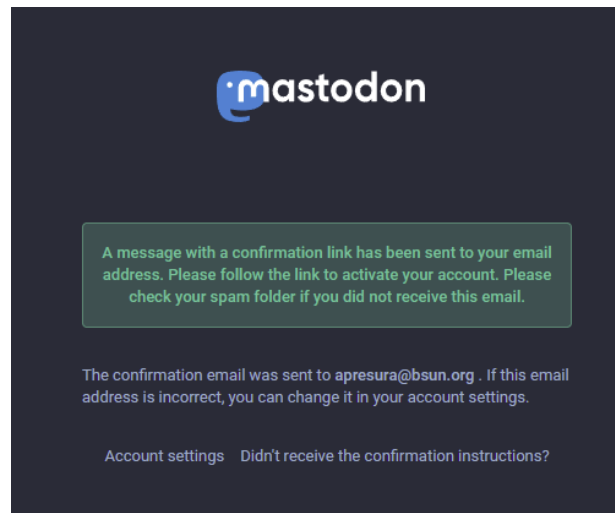 mastodon
A message with a confirmation link has been sent to your email
address. Please follow the link to activate your account. Please
check your spam folder if you did not receive this email.
The confirmation email was sent to apresura@bsun.org . If this email
address is incorrect, you can change it in your account settings.
Account settings Didn't receive the confirmation instructions?